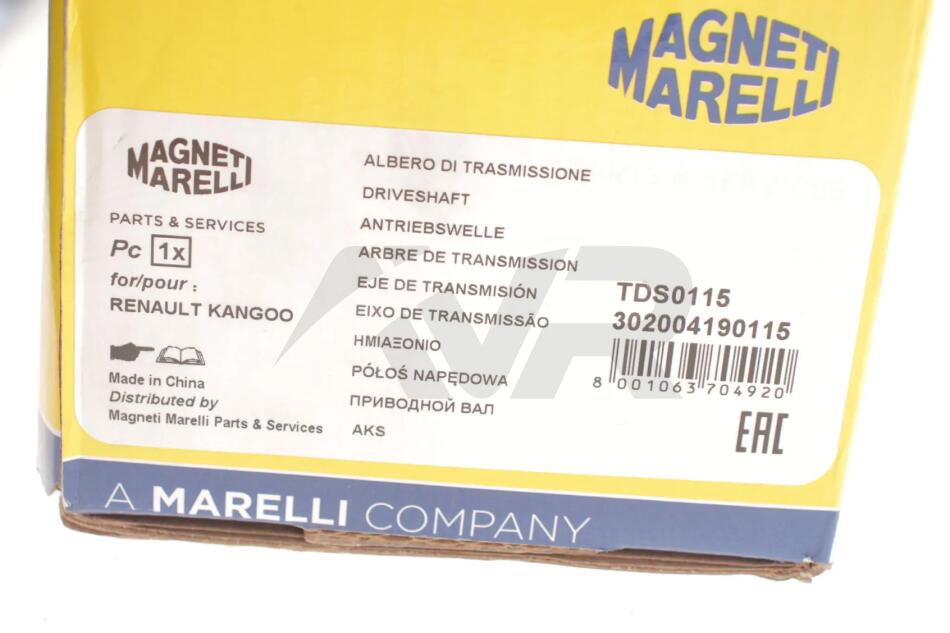 MAGNETI
MARELLI
MAGNETI
MARELLI
PARTS & SERVICES
Pc 1x
for/pour :
RENAULT KANGOO
Made in China
Distributed by
Magneti Marelli Parts & Services
ALBERO DI TRASMISSIONE
DRIVESHAFT
ANTRIEBSWELLE
ARBRE DE TRANSMISSION
EJE DE TRANSMISIÓN
EIXO DE TRANSMISSÃO
ΗΜΙΑΞΟΝΙΟ
PÓŁOŚ NAPĘDOWA
ПРИВОДНОЙ ВАЛ
AKS
TDS0115
302004190115
8 001063 704920
EAC
A MARELLI COMPANY